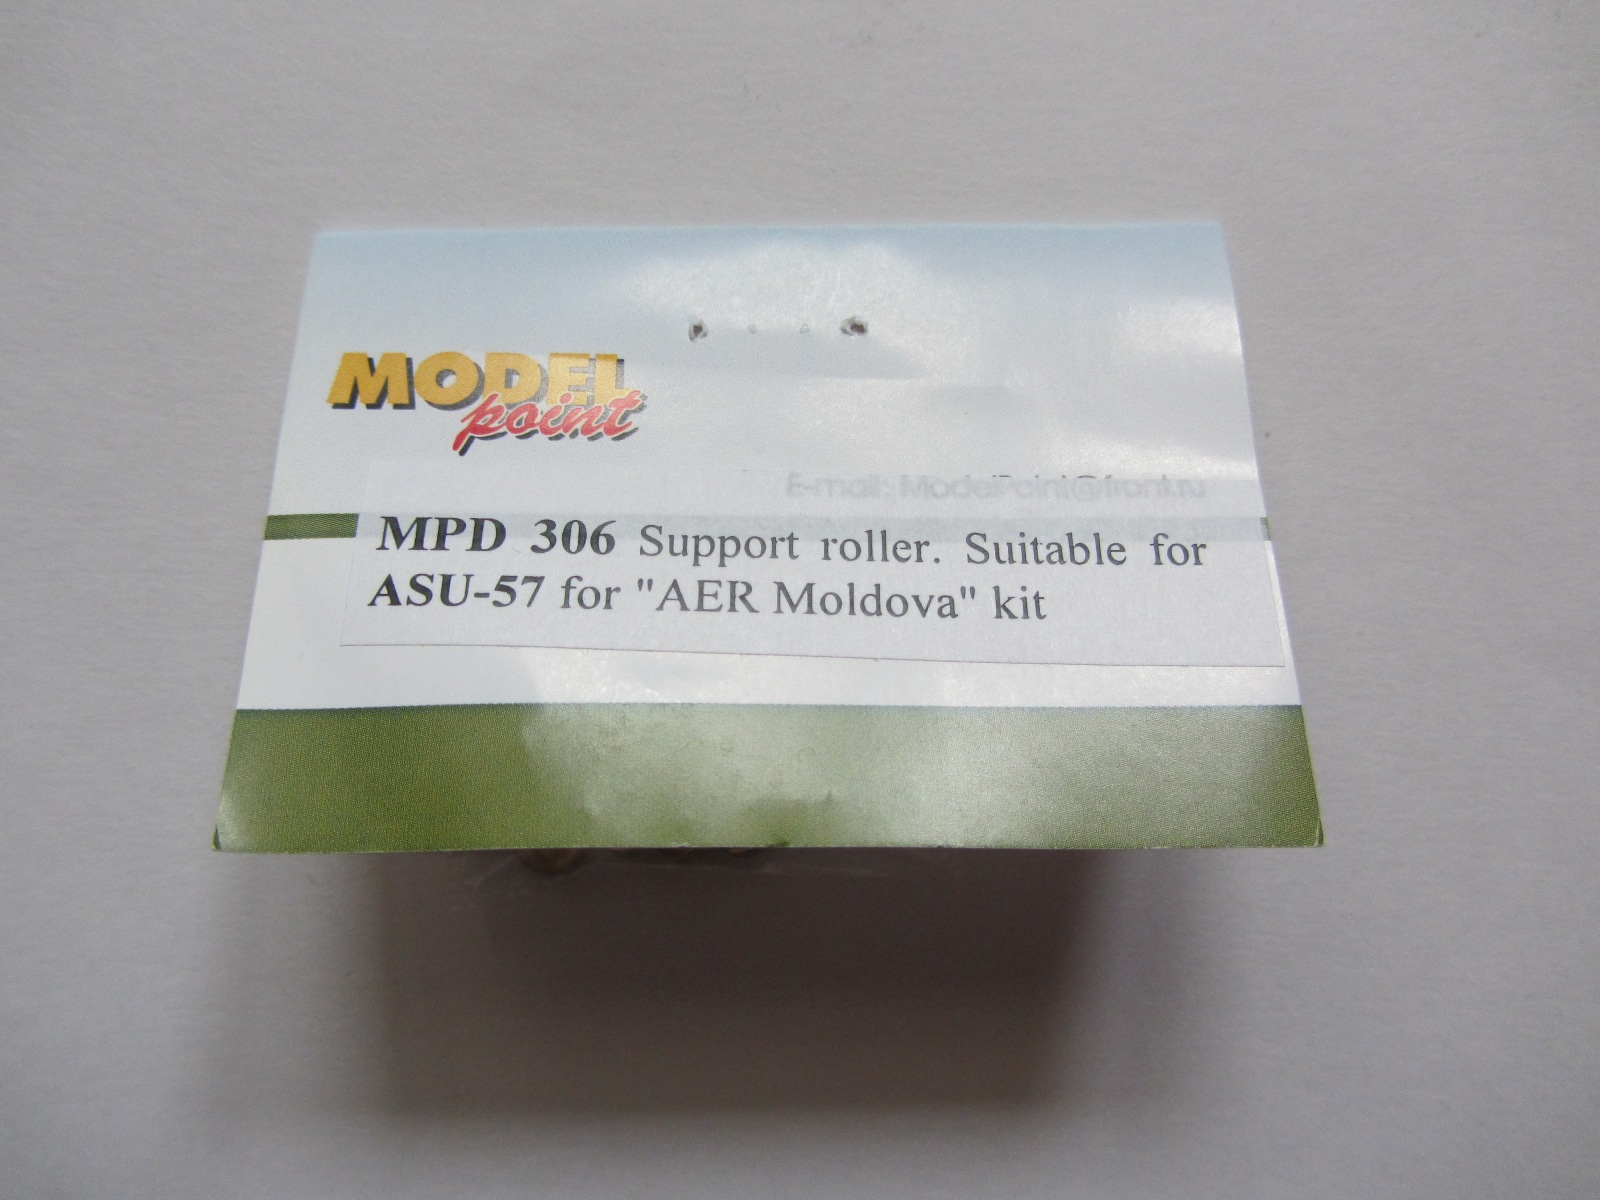 MODEL
point
E-mail: ModelPoint@front.ru
MPD 306 Support roller. Suitable for
ASU-57 for "AER Moldova" kit